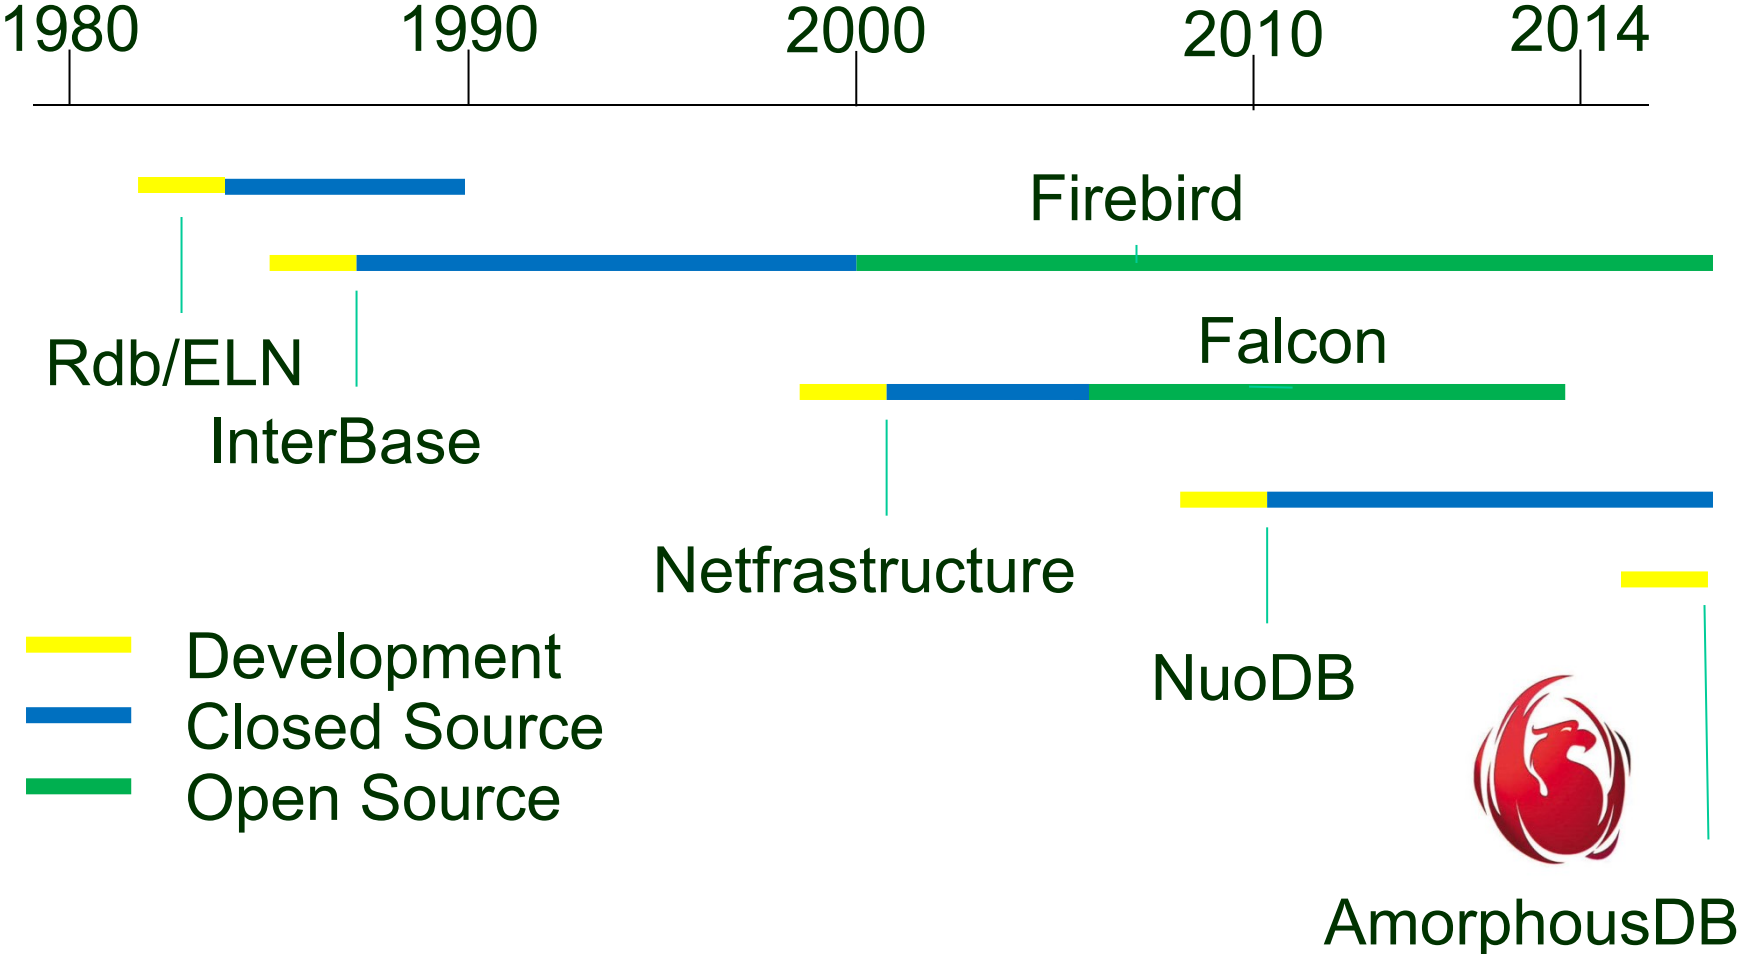 1980 1990 2000 2010 2014
Firebird
Rdb/ELN
Falcon
InterBase
Netfrastructure
Development
NuoDB
Closed Source
Open Source
AmorphousDB